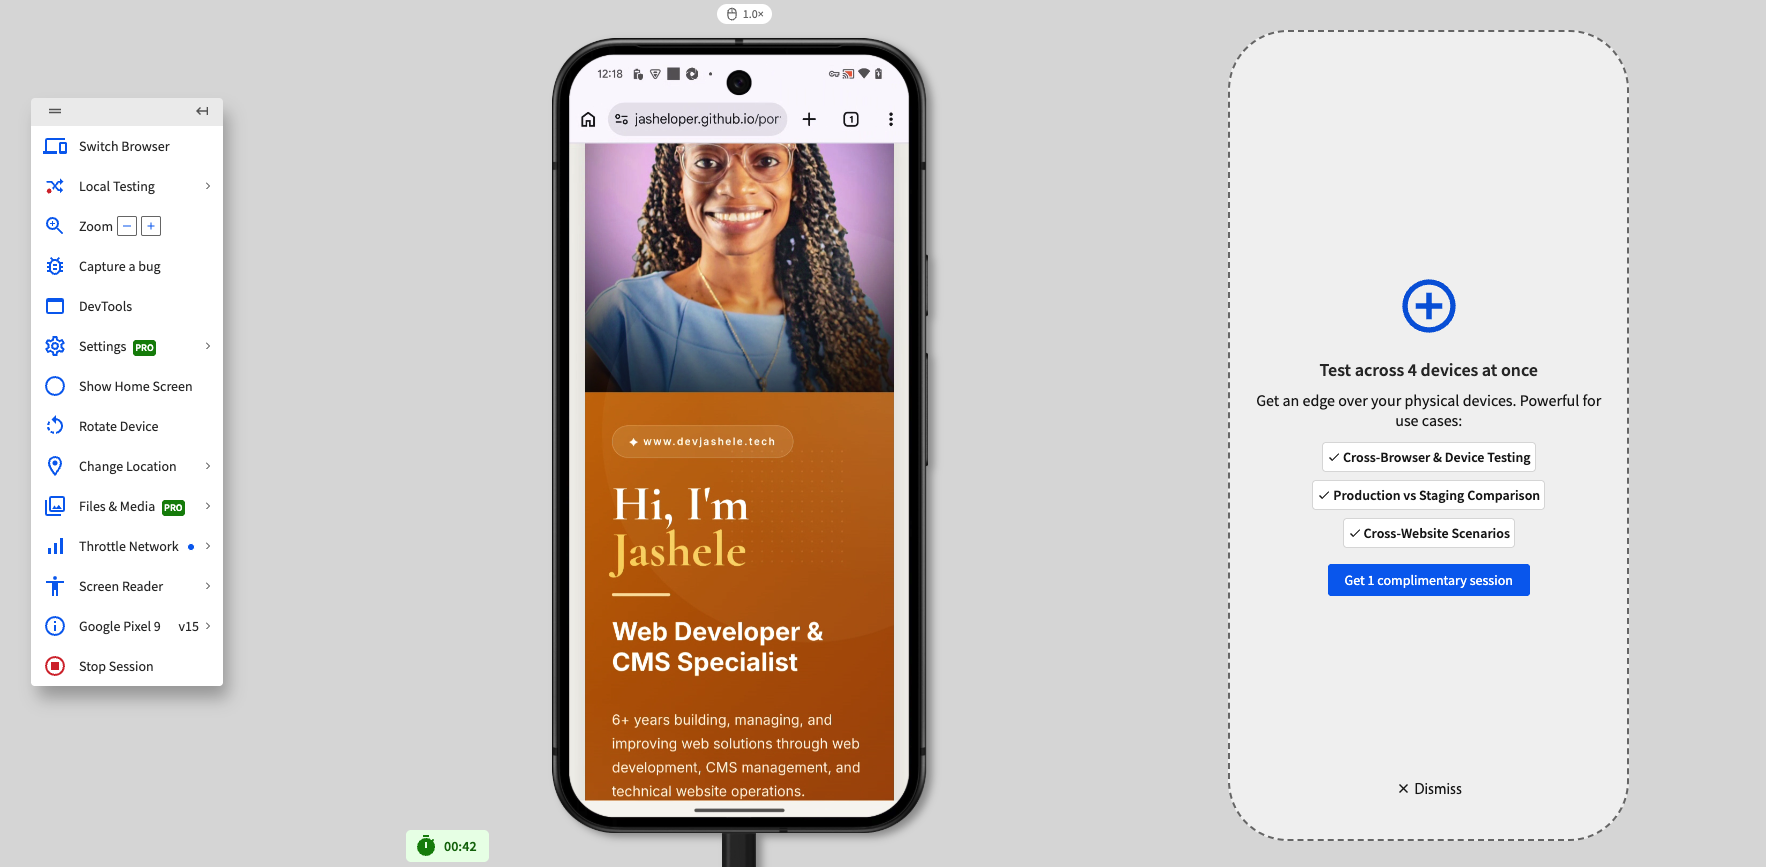 1.0×
Switch Browser
Local Testing
Zoom
Capture a bug
DevTools
Settings PRO
Show Home Screen
Rotate Device
Change Location
Files & Media PRO
Throttle Network
Screen Reader
Google Pixel 9 v15
Stop Session
12:18
jasheloper.github.io/por
1
✦ www.devjashele.tech
Hi, I'm
Jashele
Web Developer &
CMS Specialist
6+ years building, managing, and
improving web solutions through web
development, CMS management, and
technical website operations.
00:42
Test across 4 devices at once
Get an edge over your physical devices. Powerful for
use cases:
✓ Cross-Browser & Device Testing
✓ Production vs Staging Comparison
✓ Cross-Website Scenarios
Get 1 complimentary session
✕ Dismiss